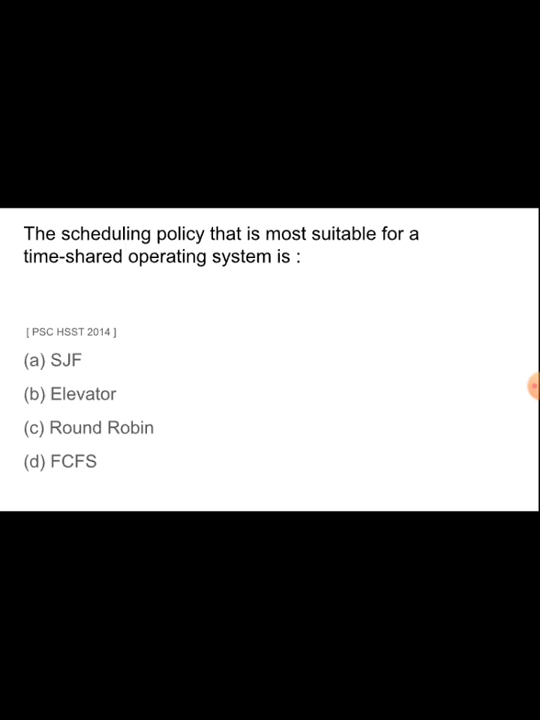 The scheduling policy that is most suitable for a
time-shared operating system is :
[ PSC HSST 2014 ]
(a) SJF
(b) Elevator
(c) Round Robin
(d) FCFS